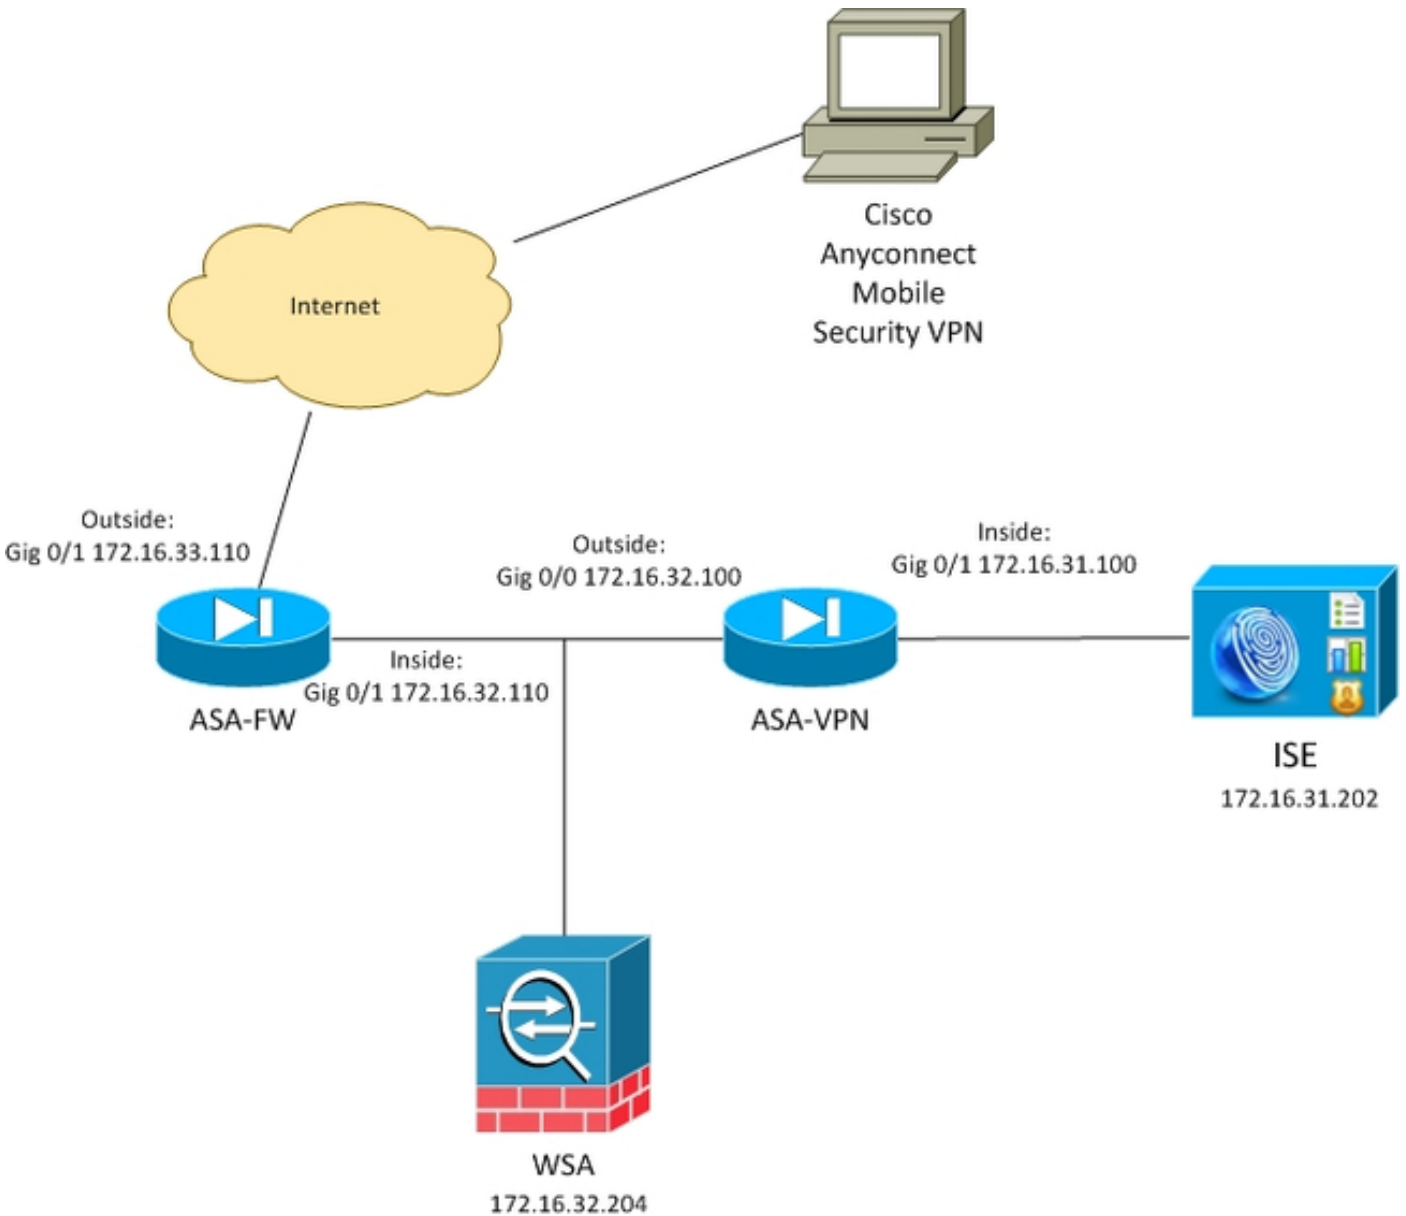 Cisco
Anyconnect
Mobile
Security VPN
Internet
Outside:
Gig 0/1 172.16.33.110
Outside:
Gig 0/0 172.16.32.100
Inside:
Gig 0/1 172.16.31.100
Inside:
Gig 0/1 172.16.32.110
ASA-FW
ASA-VPN
ISE
172.16.31.202
WSA
172.16.32.204